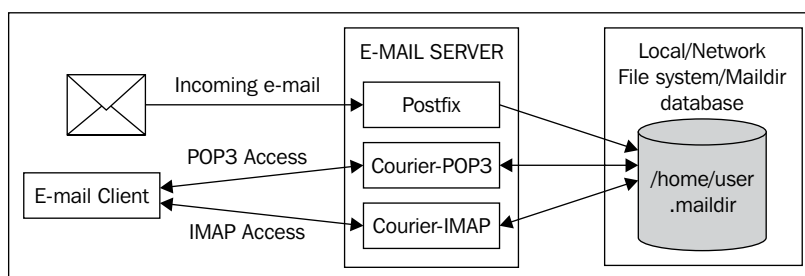 E-MAIL SERVER
Local/Network
File system/Maildir
database
Incoming e-mail
Postfix
POP3 Access
Courier-POP3
/home/user
.maildir
E-mail Client
IMAP Access
Courier-IMAP